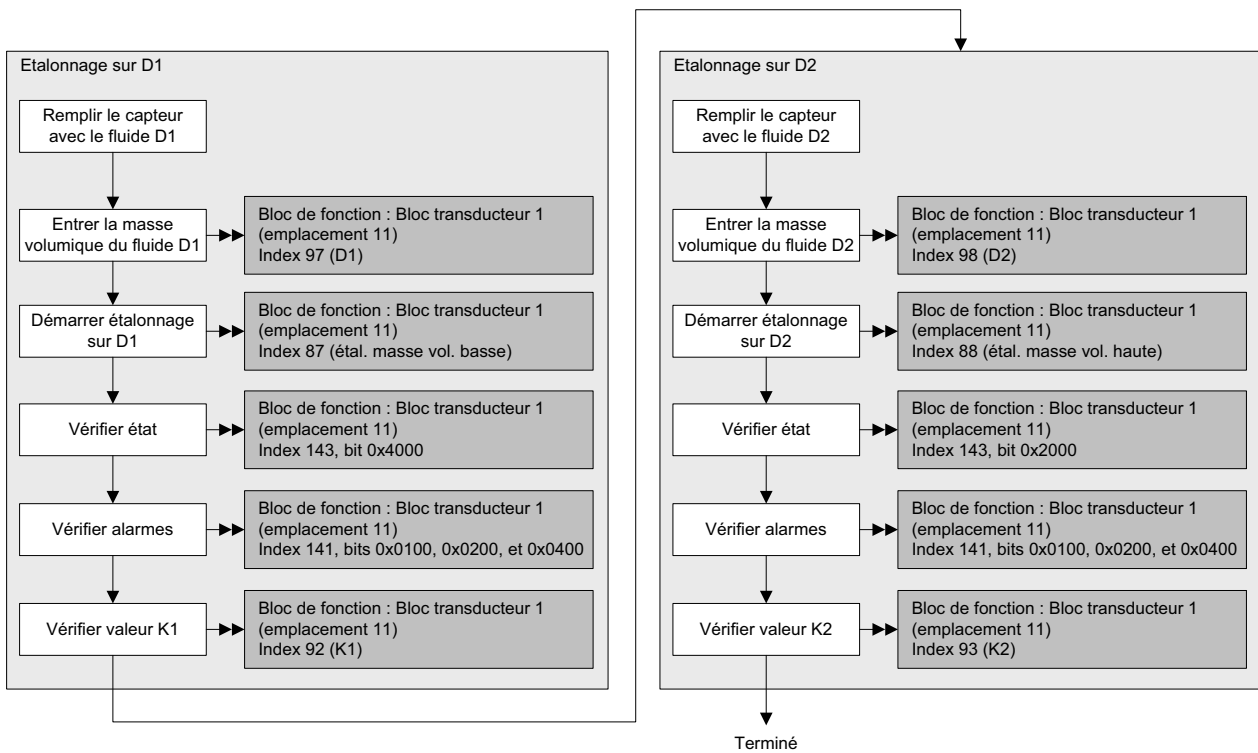 Etalonnage sur D1
Remplir le capteur
avec le fluide D1
Entrer la masse
volumique du fluide D1
Bloc de fonction : Bloc transducteur 1
(emplacement 11)
Index 97 (D1)
Démarrer étalonnage
sur D1
Bloc de fonction : Bloc transducteur 1
(emplacement 11)
Index 87 (étal. masse vol. basse)
Vérifier état
Bloc de fonction : Bloc transducteur 1
(emplacement 11)
Index 143, bit 0x4000
Vérifier alarmes
Bloc de fonction : Bloc transducteur 1
(emplacement 11)
Index 141, bits 0x0100, 0x0200, et 0x0400
Vérifier valeur K1
Bloc de fonction : Bloc transducteur 1
(emplacement 11)
Index 92 (K1)
Etalonnage sur D2
Remplir le capteur
avec le fluide D2
Entrer la masse
volumique du fluide D2
Bloc de fonction : Bloc transducteur 1
(emplacement 11)
Index 98 (D2)
Démarrer étalonnage
sur D2
Bloc de fonction : Bloc transducteur 1
(emplacement 11)
Index 88 (étal. masse vol. haute)
Vérifier état
Bloc de fonction : Bloc transducteur 1
(emplacement 11)
Index 143, bit 0x2000
Vérifier alarmes
Bloc de fonction : Bloc transducteur 1
(emplacement 11)
Index 141, bits 0x0100, 0x0200, et 0x0400
Vérifier valeur K2
Bloc de fonction : Bloc transducteur 1
(emplacement 11)
Index 93 (K2)
Terminé